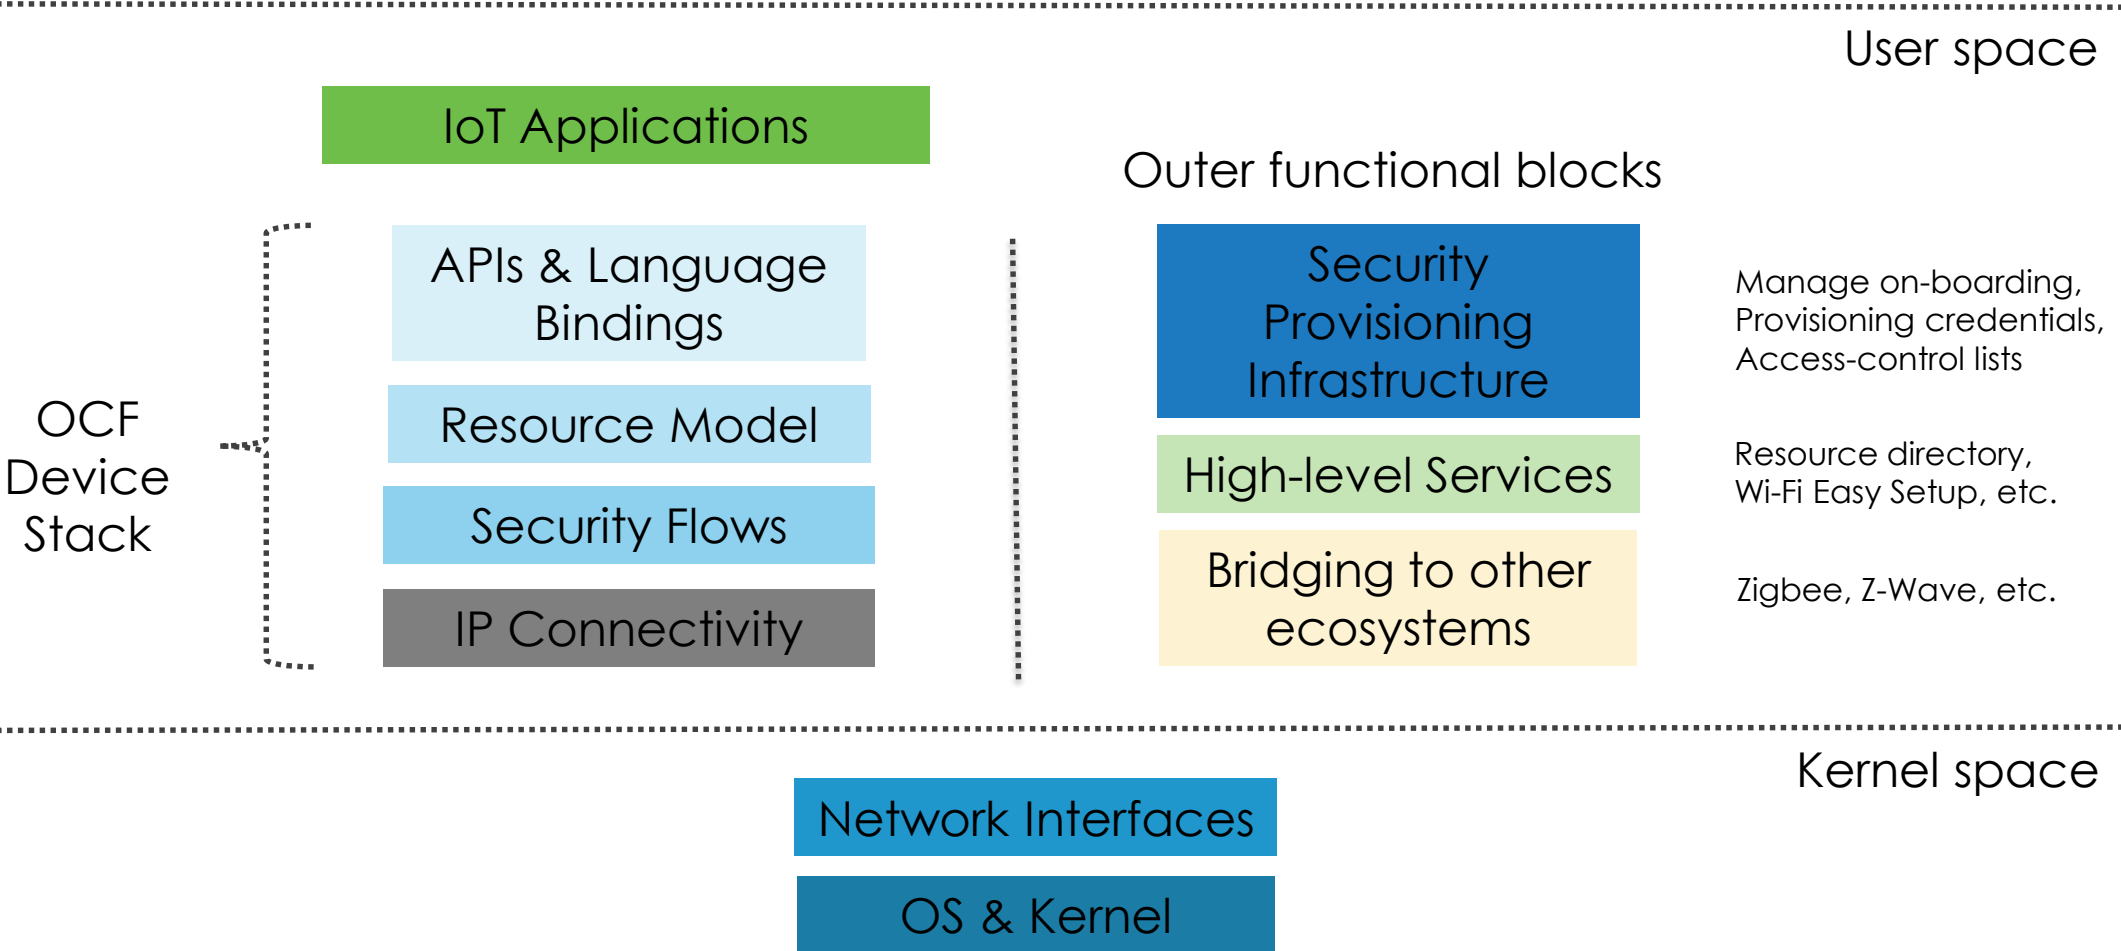 User space
IoT Applications
Outer functional blocks
OCF
Device
Stack
APIs & Language
Bindings
Resource Model
Security Flows
IP Connectivity
Security
Provisioning
Infrastructure
Manage on-boarding,
Provisioning credentials,
Access-control lists
High-level Services
Resource directory,
Wi-Fi Easy Setup, etc.
Bridging to other
ecosystems
Zigbee, Z-Wave, etc.
Kernel space
Network Interfaces
OS & Kernel